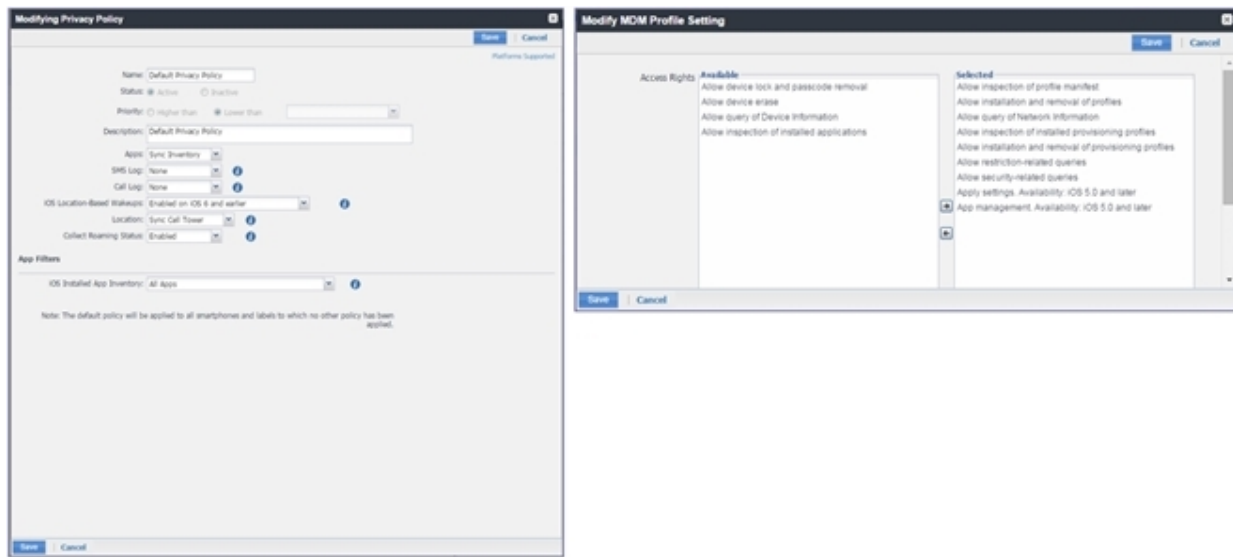 Modifying Privacy Policy
Save | Cancel
Platforms Supported
Name: Default Privacy Policy
Status: Active Inactive
Priority: Higher than Lower than
Description: Default Privacy Policy
Apps: Sync Inventory
SMS Log: None
Call Log: None
iOS Location-Based Wakeups: Enabled on iOS 6 and earlier
Location: Sync Cell Tower
Collect Roaming Status: Enabled
App Filters
iOS Installed App Inventory: All Apps
Note: The default policy will be applied to all smartphones and labels to which no other policy has been
applied.
Save | Cancel
Modify MDM Profile Setting
Save | Cancel
Access Rights
Available
Allow device lock and passcode removal
Allow device erase
Allow query of Device Information
Allow inspection of installed applications
Selected
Allow inspection of profile manifest
Allow installation and removal of profiles
Allow query of Network Information
Allow inspection of installed provisioning profiles
Allow installation and removal of provisioning profiles
Allow restriction-related queries
Allow security-related queries
Apply settings. Availability: iOS 5.0 and later
App management. Availability: iOS 5.0 and later
Save | Cancel